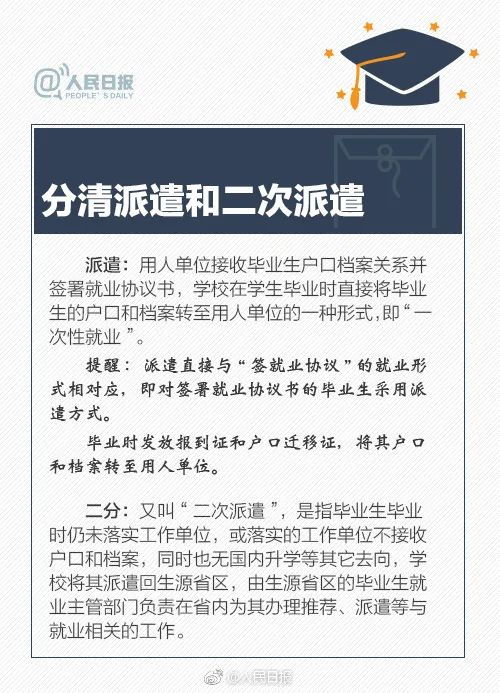 @人民日报
PEOPLE'S DAILY
分清派遣和二次派遣
派遣：用人单位接收毕业生户口档案关系并
签署就业协议书，学校在学生毕业时直接将毕业
生的户口和档案转至用人单位的一种形式，即“一
次性就业”。
提醒：派遣直接与“签就业协议”的就业形
式相对应，即对签署就业协议书的毕业生采用派
遣方式。
毕业时发放报到证和户口迁移证，将其户口
和档案转至用人单位。
二分：又叫“二次派遣”，是指毕业生毕业
时仍未落实工作单位，或落实的工作单位不接收
户口和档案，同时也无国内升学等其它去向，学
校将其派遣回生源省区，由生源省区的毕业生就
业主管部门负责在省内为其办理推荐、派遣等与
就业相关的工作。
@人民日报